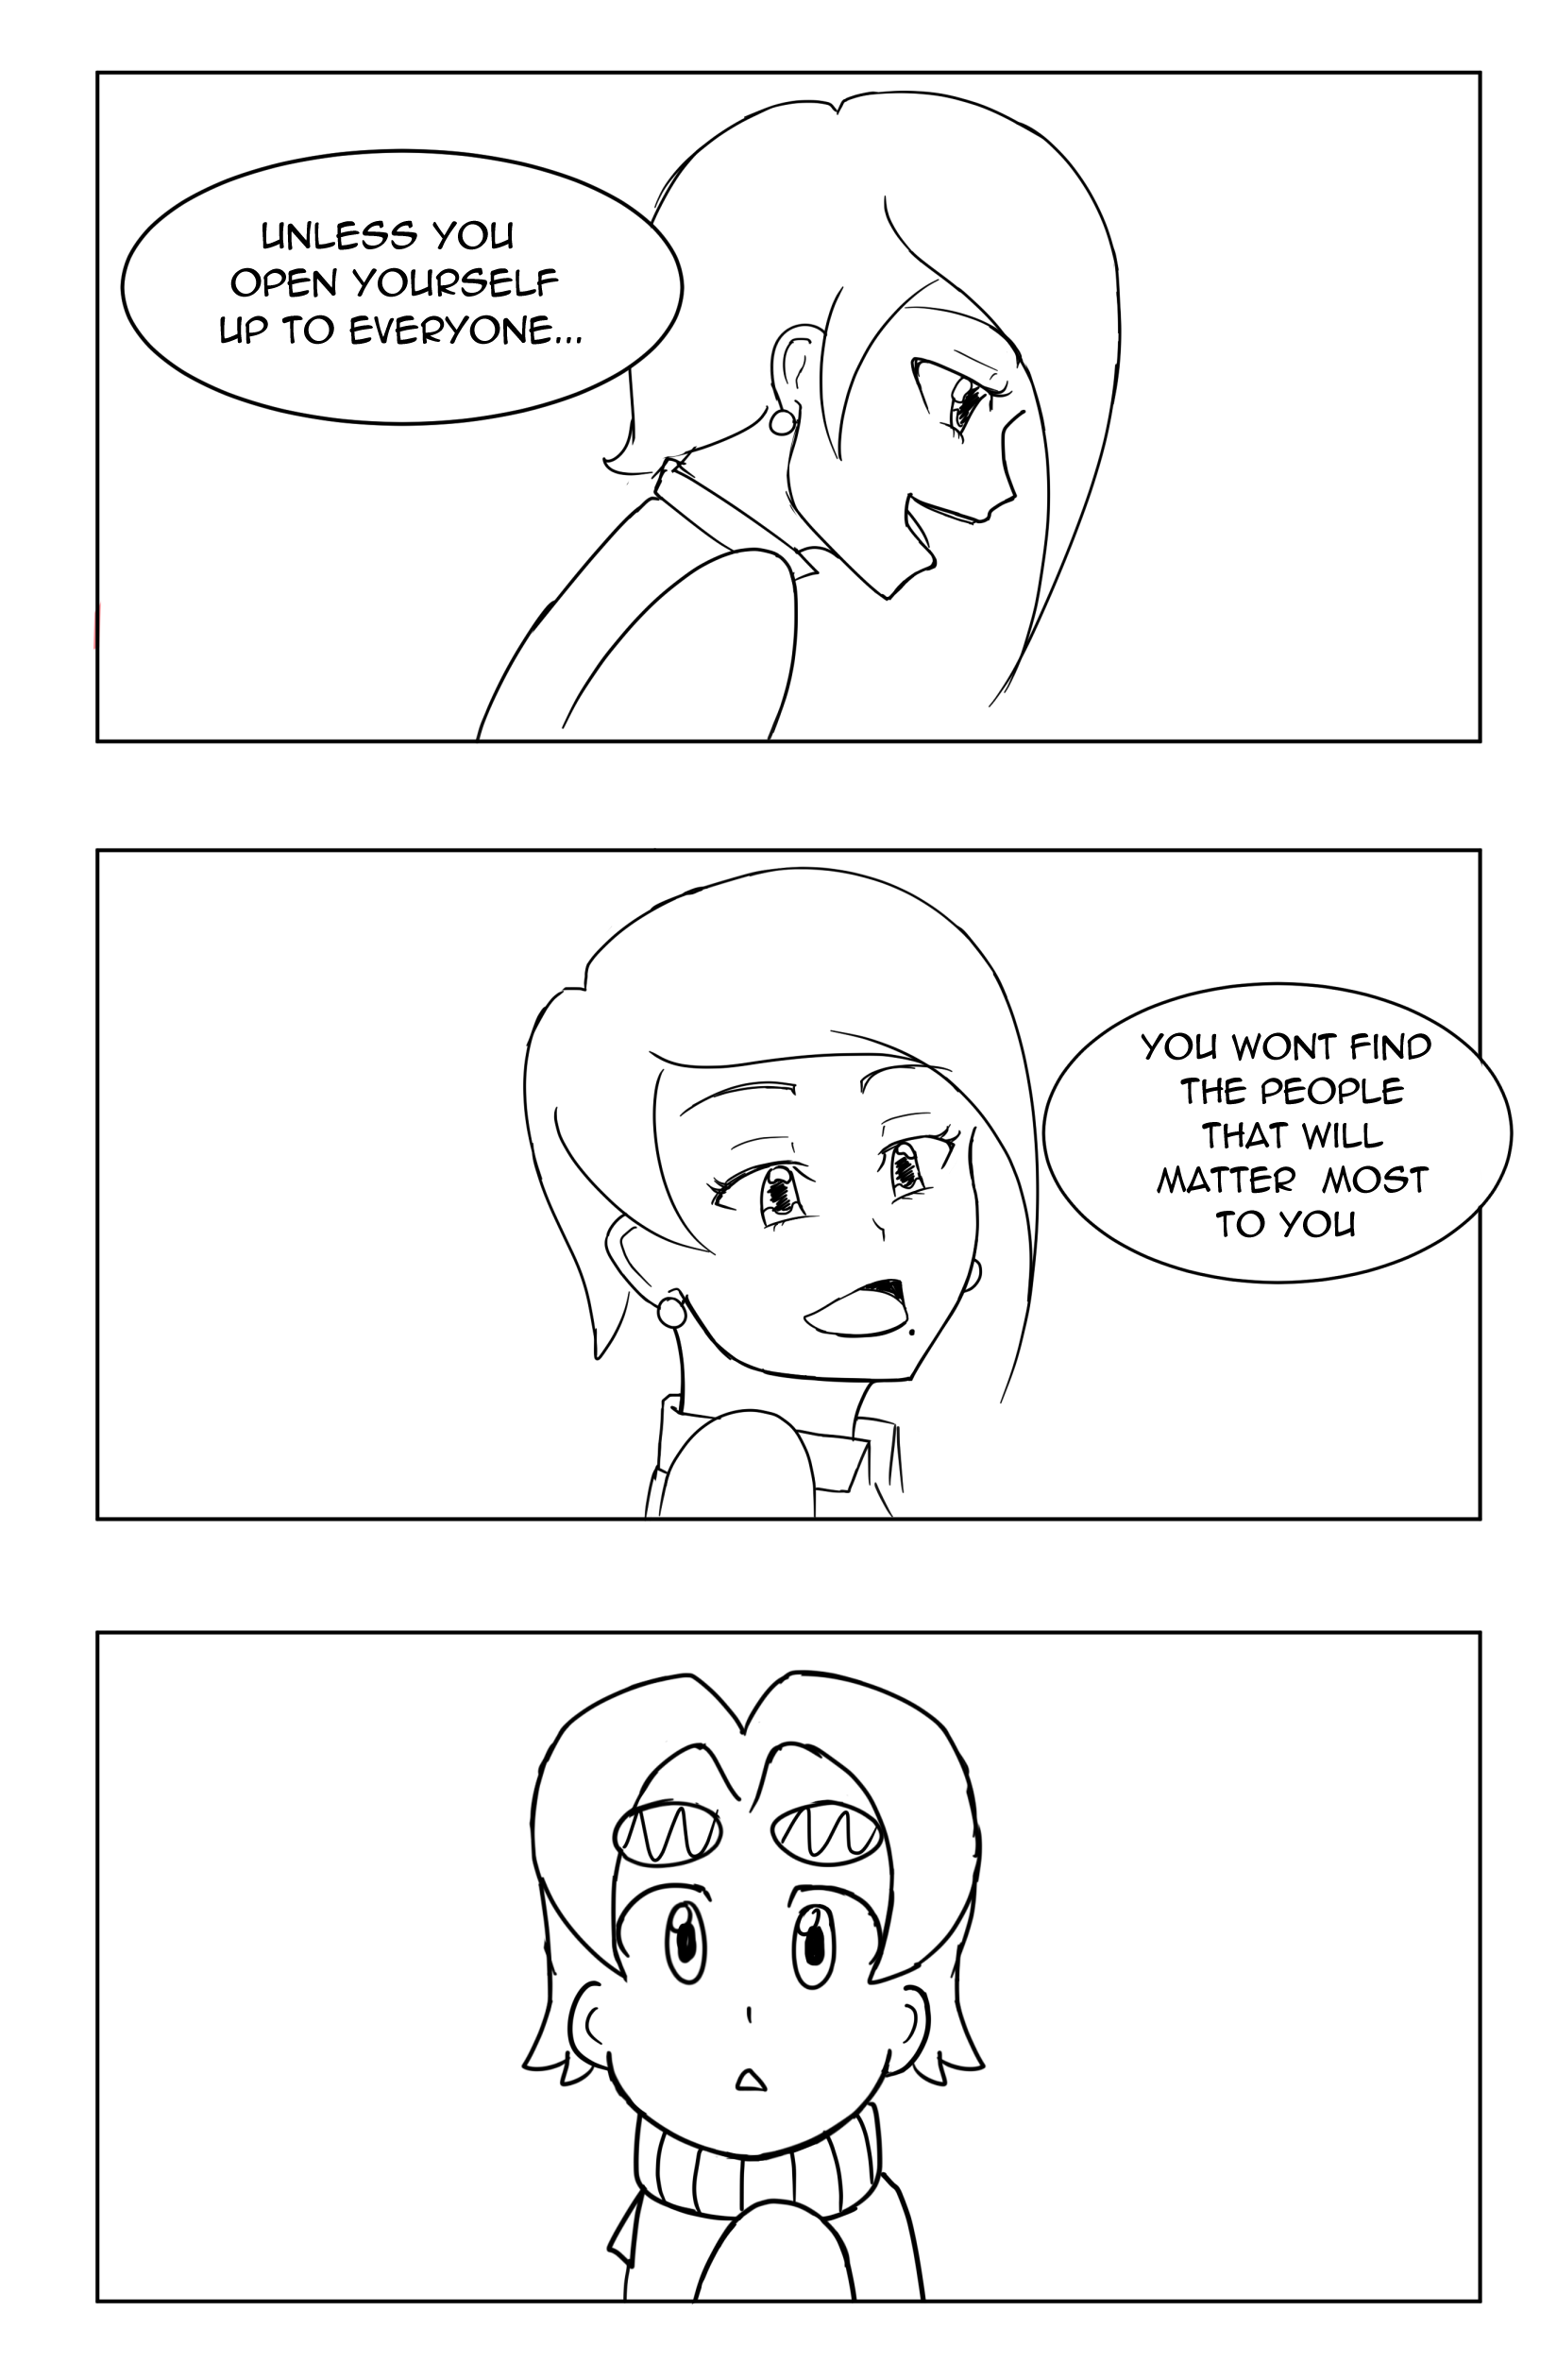 UNLESS YOU
OPEN YOURSELF
UP TO EVERYONE...
YOU WONT FIND
THE PEOPLE
THAT WILL
MATTER MOST
TO YOU